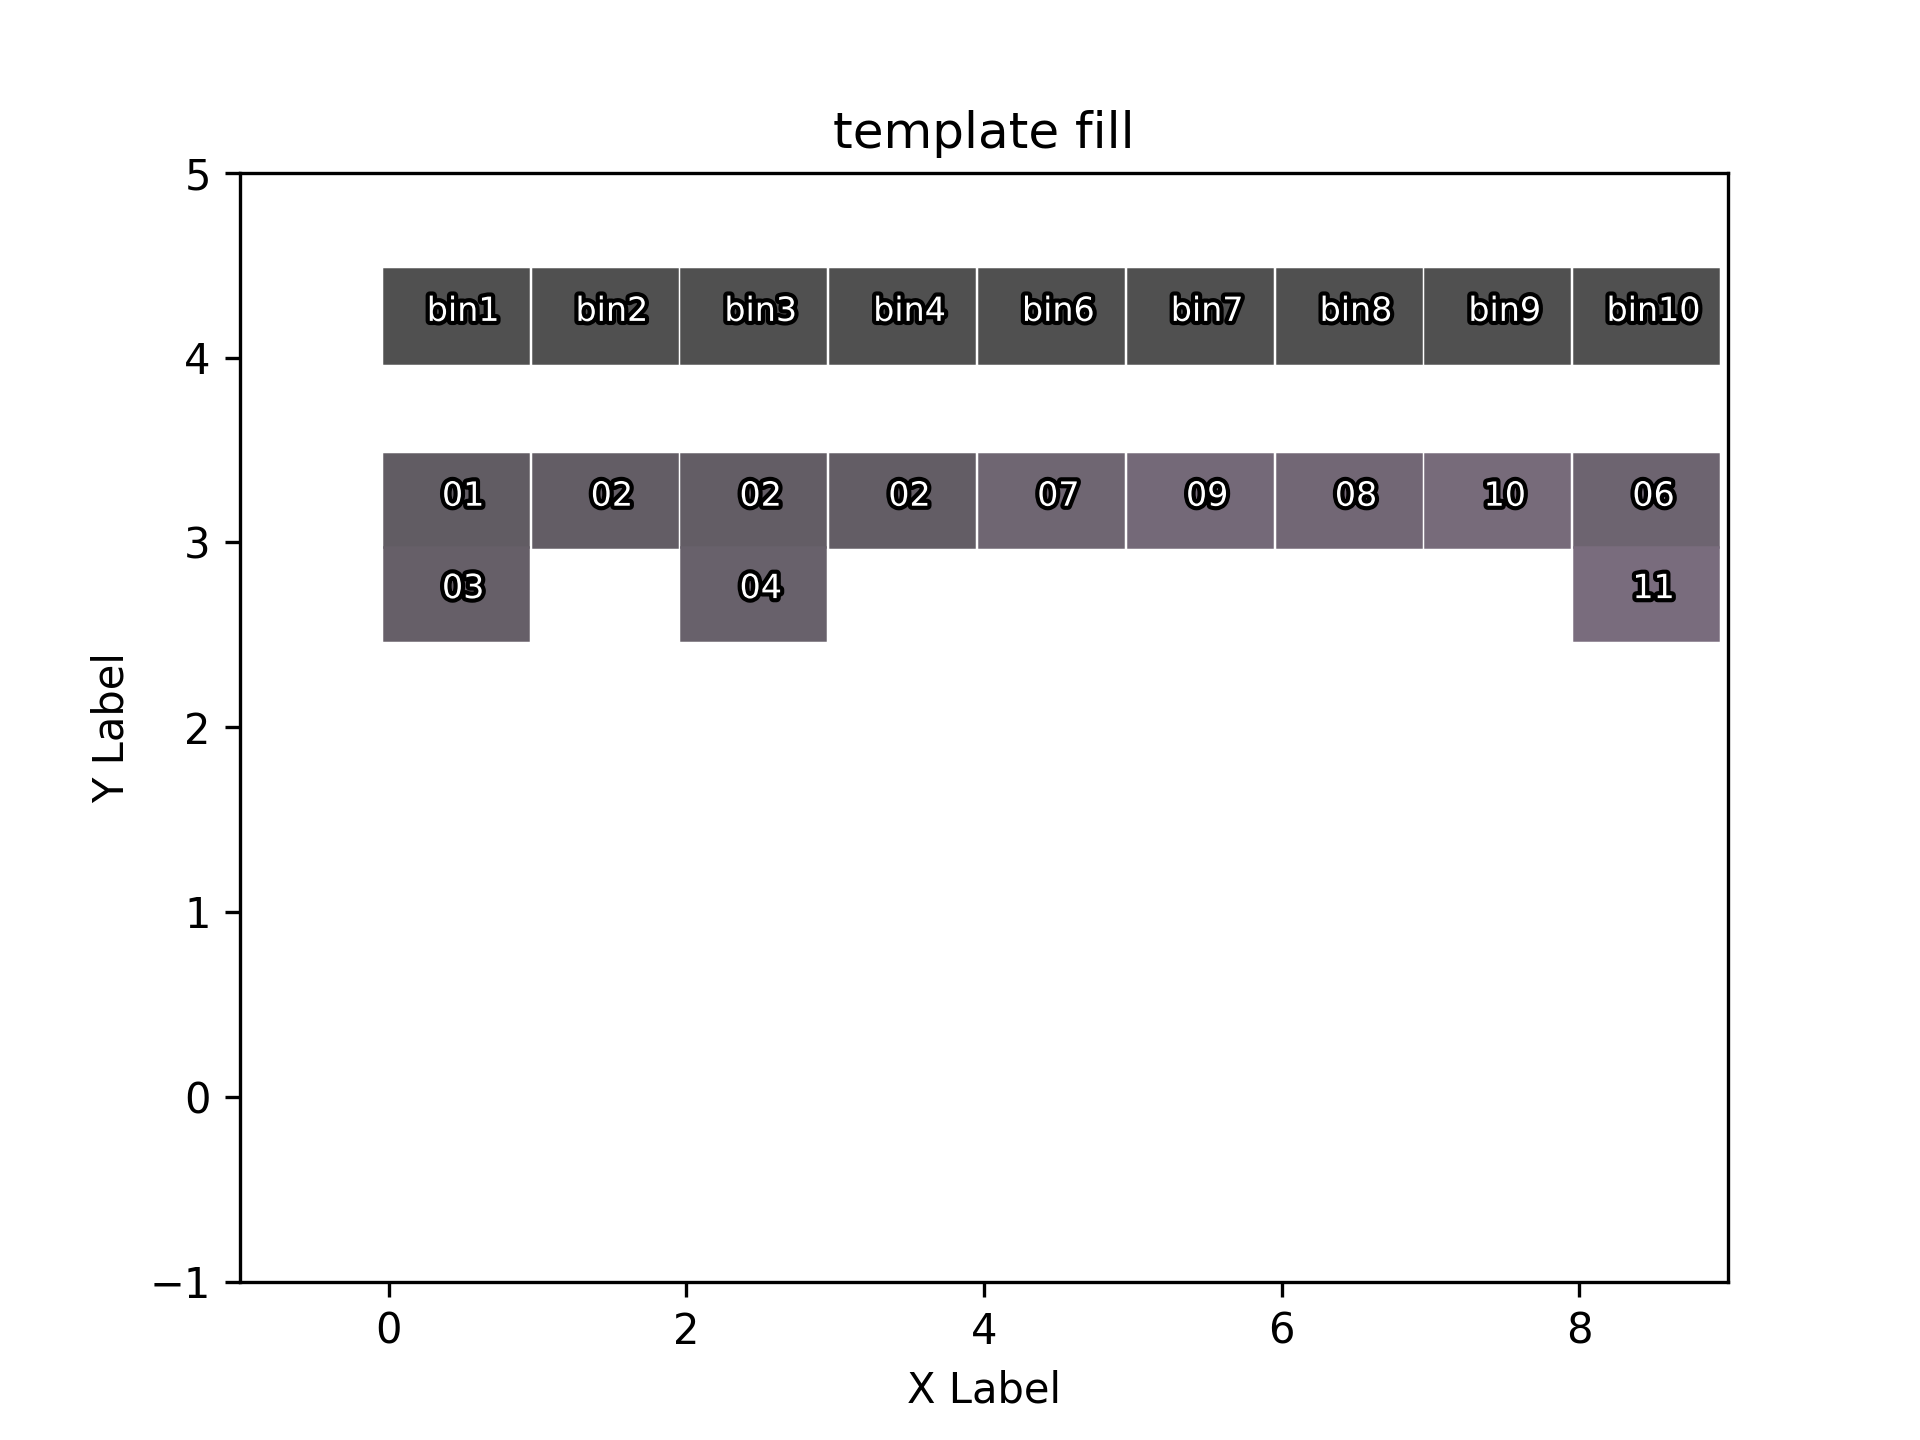 template fill
5
bin1 bin2 bin3 bin4 bin6 bin7 bin8 bin9 bin10
4
01 02 02 02 07 09 08 10 06
3
03 04 11
2
Y Label
1
0
−1
0 2 4 6 8
X Label